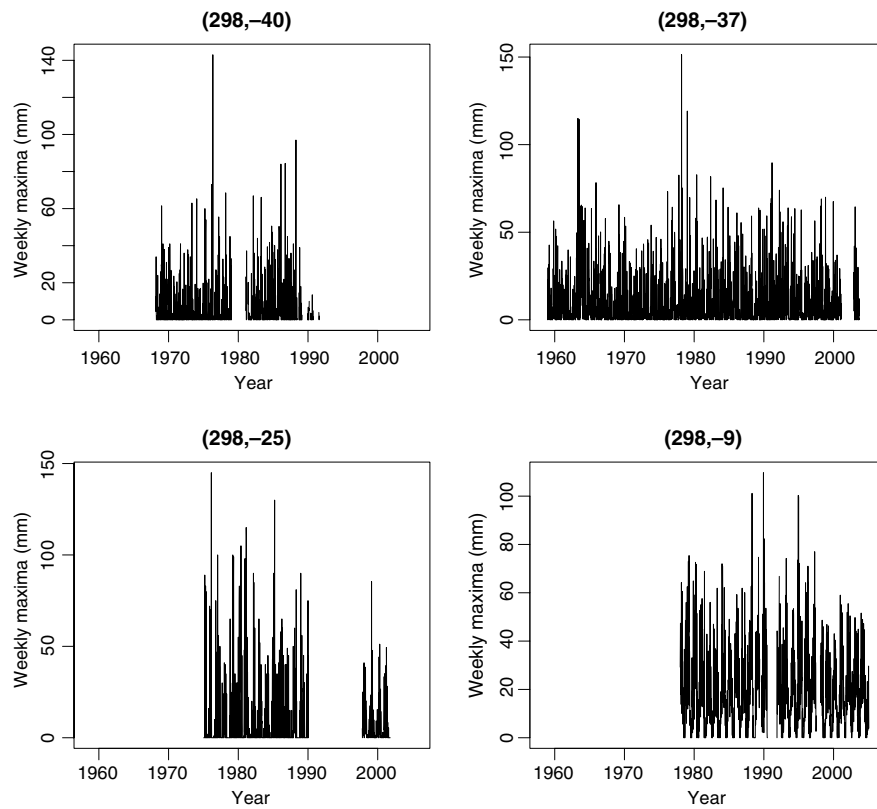 (298,–40)
Weekly maxima (mm)
0 20 60 100 140
1960 1970 1980 1990 2000
Year
(298,–37)
Weekly maxima (mm)
0 50 100 150
1960 1970 1980 1990 2000
Year
(298,–25)
Weekly maxima (mm)
0 50 100 150
1960 1970 1980 1990 2000
Year
(298,–9)
Weekly maxima (mm)
0 20 40 60 80 100
1960 1970 1980 1990 2000
Year